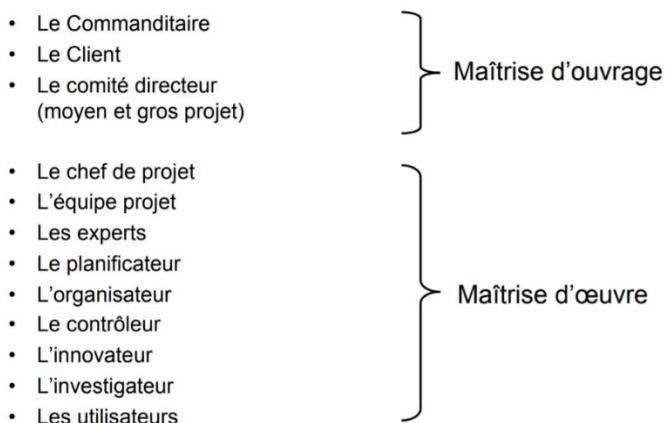 • Le Commanditaire
• Le Client
• Le comité directeur
(moyen et gros projet)
Maîtrise d'ouvrage
• Le chef de projet
• L'équipe projet
• Les experts
• Le planificateur
• L'organisateur
• Le contrôleur
• L'innovateur
• L'investigateur
• Les utilisateurs
Maîtrise d'œuvre